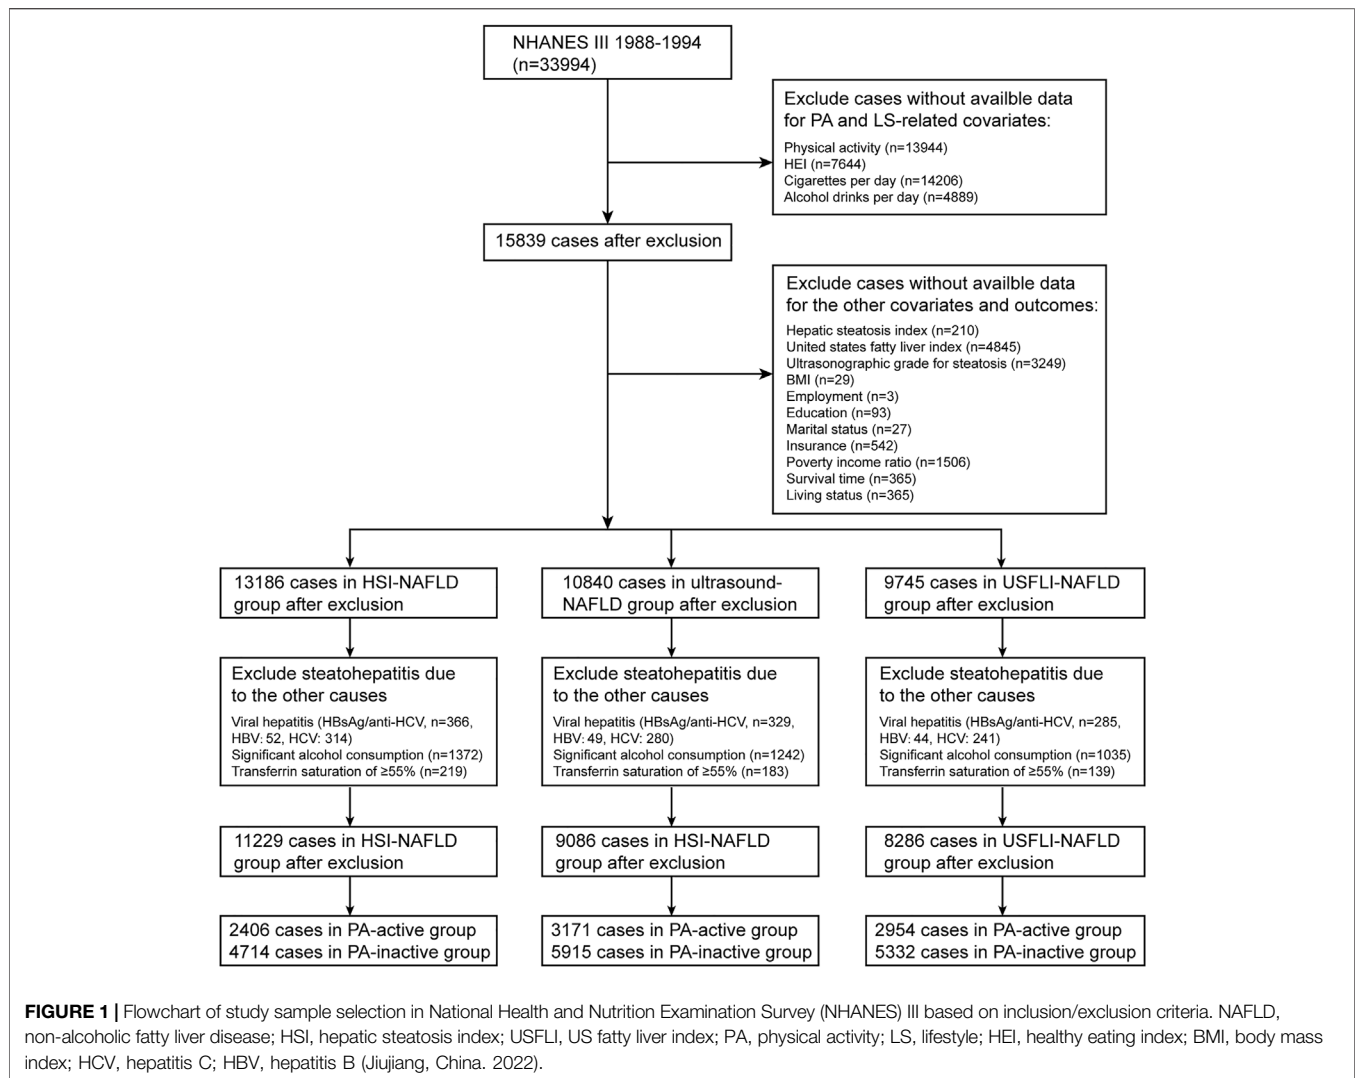 NHANES III 1988-1994
(n=33994)
Exclude cases without availble data
for PA and LS-related covariates:
Physical activity (n=13944)
HEI (n=7644)
Cigarettes per day (n=14206)
Alcohol drinks per day (n=4889)
15839 cases after exclusion
Exclude cases without availble data
for the other covariates and outcomes:
Hepatic steatosis index (n=210)
United states fatty liver index (n=4845)
Ultrasonographic grade for steatosis (n=3249)
BMI (n=29)
Employment (n=3)
Education (n=93)
Marital status (n=27)
Insurance (n=542)
Poverty income ratio (n=1506)
Survival time (n=365)
Living status (n=365)
13186 cases in HSI-NAFLD
group after exclusion
10840 cases in ultrasound-
NAFLD group after exclusion
9745 cases in USFLI-NAFLD
group after exclusion
Exclude steatohepatitis due
to the other causes
Viral hepatitis (HBsAg/anti-HCV, n=366,
HBV: 52, HCV: 314)
Significant alcohol consumption (n=1372)
Transferrin saturation of ≥55% (n=219)
Exclude steatohepatitis due
to the other causes
Viral hepatitis (HBsAg/anti-HCV, n=329,
HBV: 49, HCV: 280)
Significant alcohol consumption (n=1242)
Transferrin saturation of ≥55% (n=183)
Exclude steatohepatitis due
to the other causes
Viral hepatitis (HBsAg/anti-HCV, n=285,
HBV: 44, HCV: 241)
Significant alcohol consumption (n=1035)
Transferrin saturation of ≥55% (n=139)
11229 cases in HSI-NAFLD
group after exclusion
9086 cases in HSI-NAFLD
group after exclusion
8286 cases in USFLI-NAFLD
group after exclusion
2406 cases in PA-active group
4714 cases in PA-inactive group
3171 cases in PA-active group
5915 cases in PA-inactive group
2954 cases in PA-active group
5332 cases in PA-inactive group
FIGURE 1 | Flowchart of study sample selection in National Health and Nutrition Examination Survey (NHANES) III based on inclusion/exclusion criteria. NAFLD,
non-alcoholic fatty liver disease; HSI, hepatic steatosis index; USFLI, US fatty liver index; PA, physical activity; LS, lifestyle; HEI, healthy eating index; BMI, body mass
index; HCV, hepatitis C; HBV, hepatitis B (Jiujiang, China. 2022).